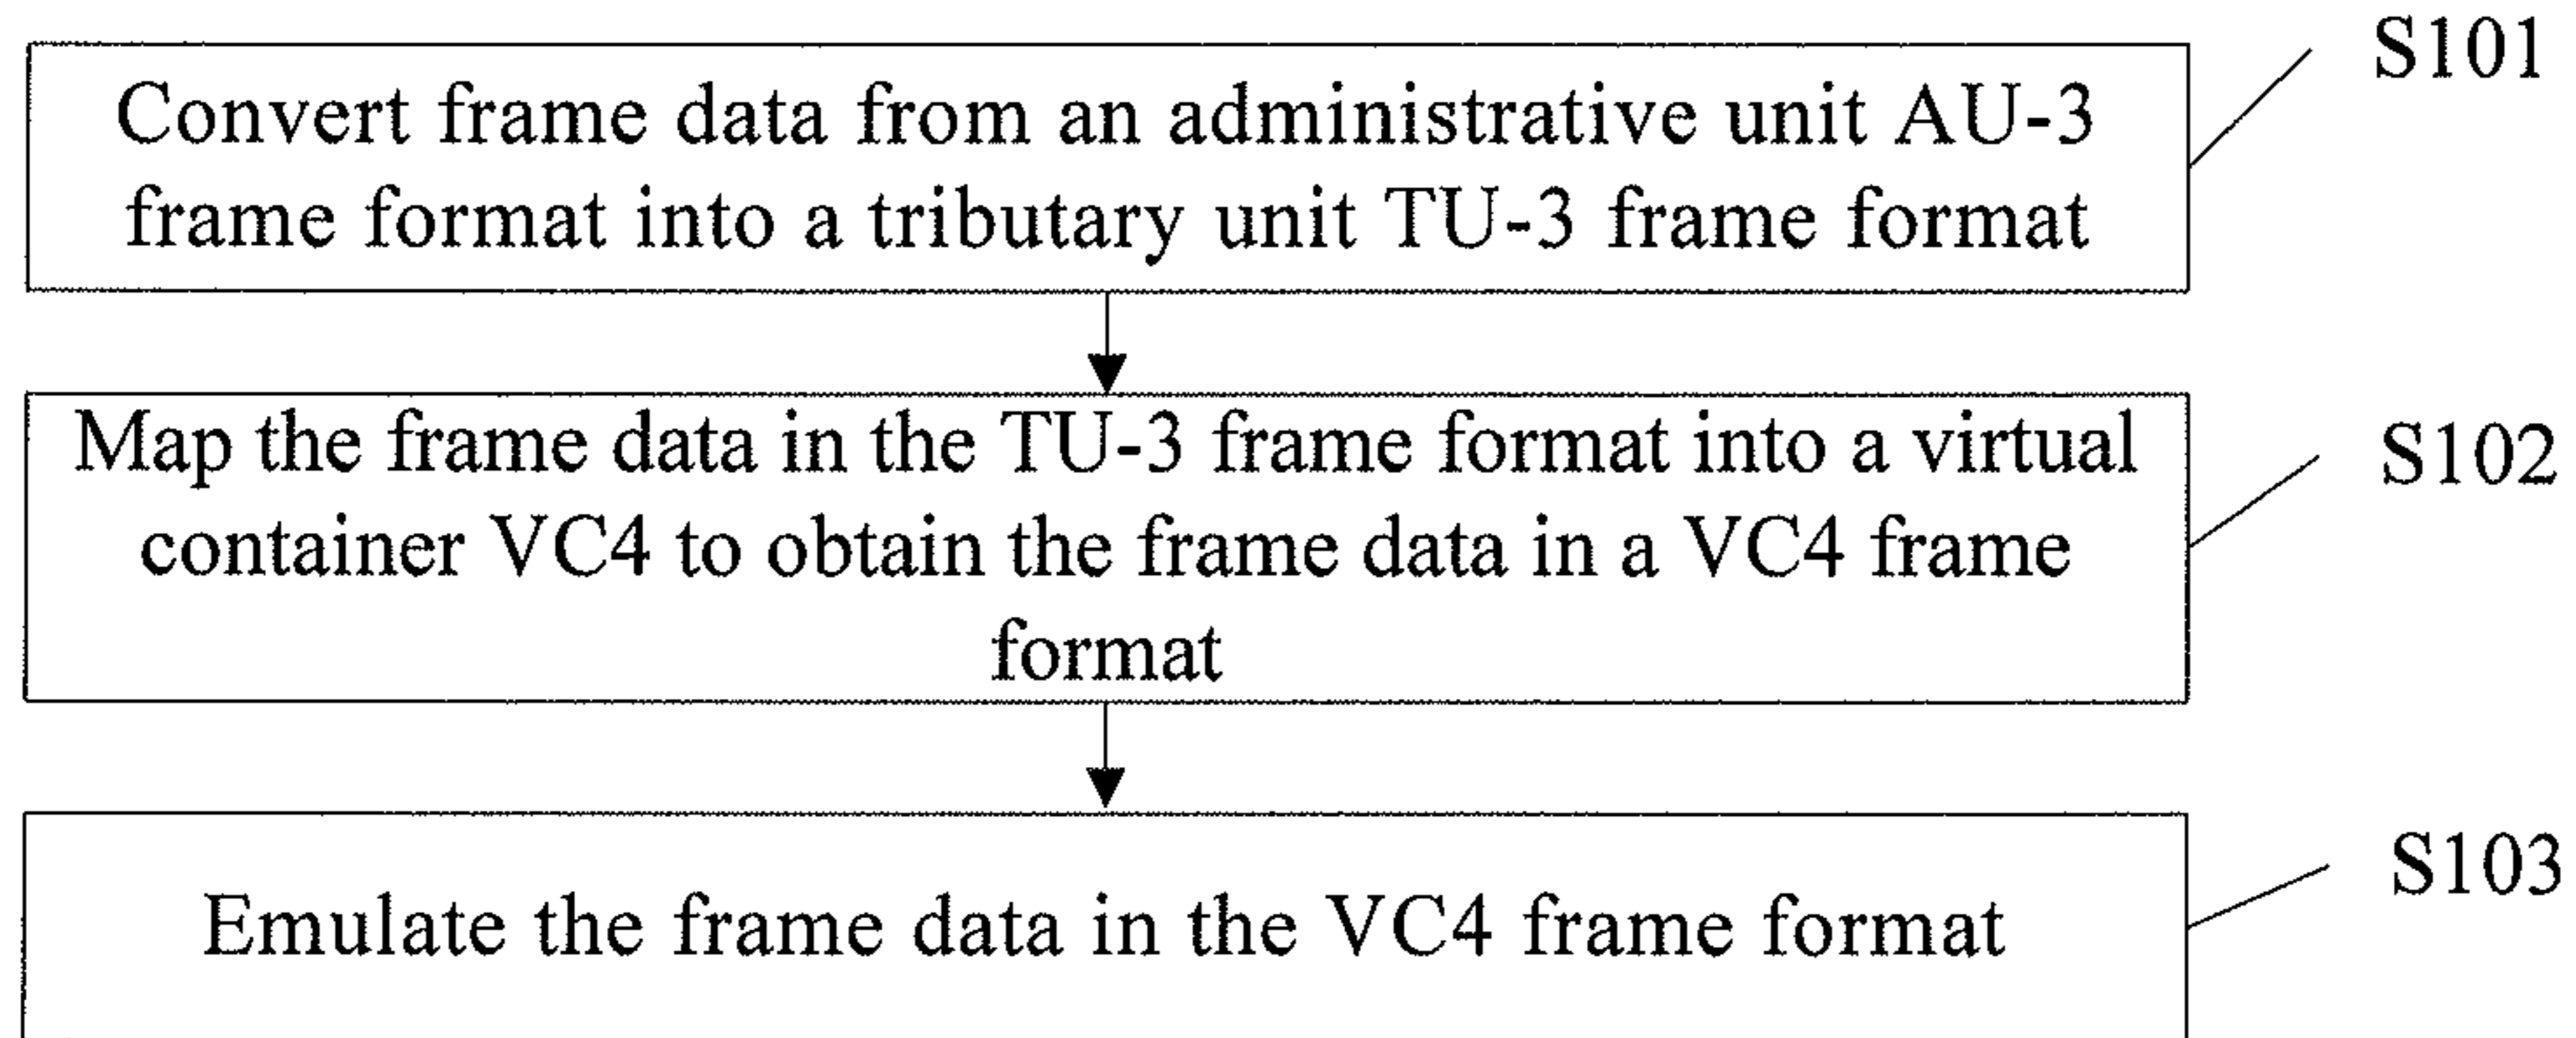 S101
Convert frame data from an administrative unit AU-3
frame format into a tributary unit TU-3 frame format
Map the frame data in the TU-3 frame format into a virtual
S102
container VC4 to obtain the frame data in a VC4 frame
format
S103
Emulate the frame data in the VC4 frame format